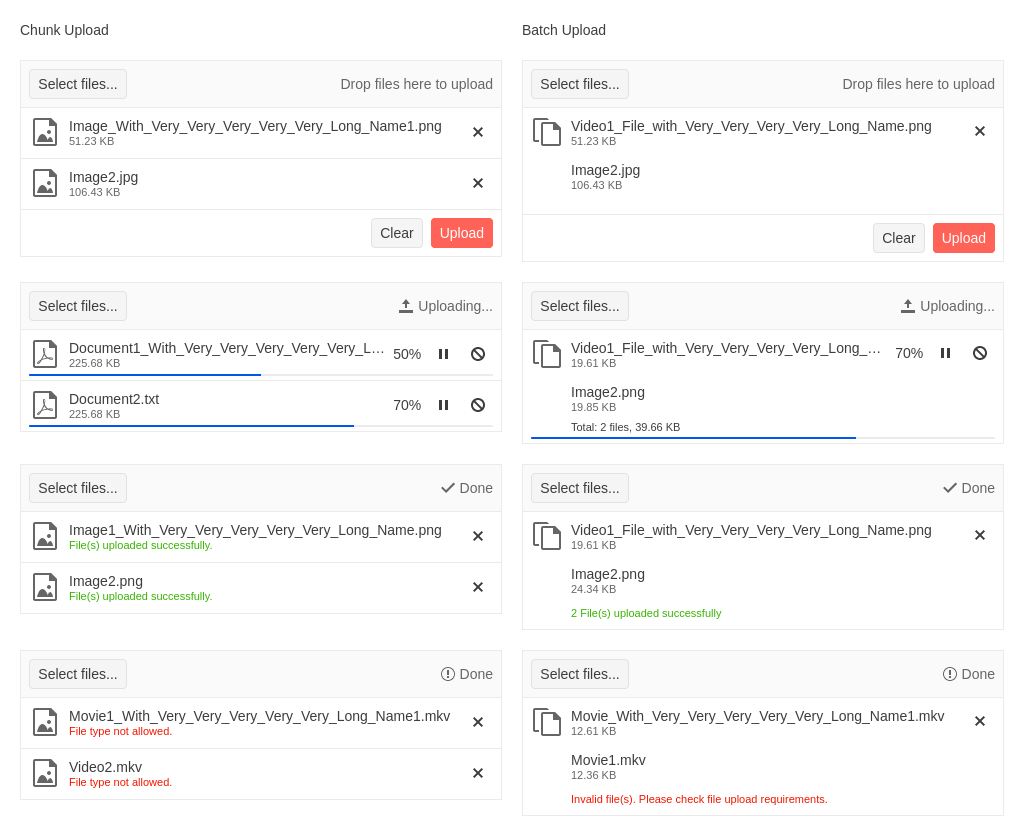 Chunk Upload
Select files...
Drop files here to upload
Image_With_Very_Very_Very_Very_Very_Long_Name1.png
51.23 KB
Image2.jpg
106.43 KB
Clear
Upload
Select files...
Uploading...
Document1_With_Very_Very_Very_Very_Very_L...
225.68 KB
50%
Document2.txt
225.68 KB
70%
Select files...
Done
Image1_With_Very_Very_Very_Very_Very_Long_Name.png
File(s) uploaded successfully.
Image2.png
File(s) uploaded successfully.
Select files...
Done
Movie1_With_Very_Very_Very_Very_Very_Long_Name1.mkv
File type not allowed.
Video2.mkv
File type not allowed.
Batch Upload
Select files...
Drop files here to upload
Video1_File_with_Very_Very_Very_Very_Long_Name.png
51.23 KB
Image2.jpg
106.43 KB
Clear
Upload
Select files...
Uploading...
Video1_File_with_Very_Very_Very_Very_Long_...
19.61 KB
70%
Image2.png
19.85 KB
Total: 2 files, 39.66 KB
Select files...
Done
Video1_File_with_Very_Very_Very_Very_Long_Name.png
19.61 KB
Image2.png
24.34 KB
2 File(s) uploaded successfully
Select files...
Done
Movie_With_Very_Very_Very_Very_Very_Long_Name1.mkv
12.61 KB
Movie1.mkv
12.36 KB
Invalid file(s). Please check file upload requirements.